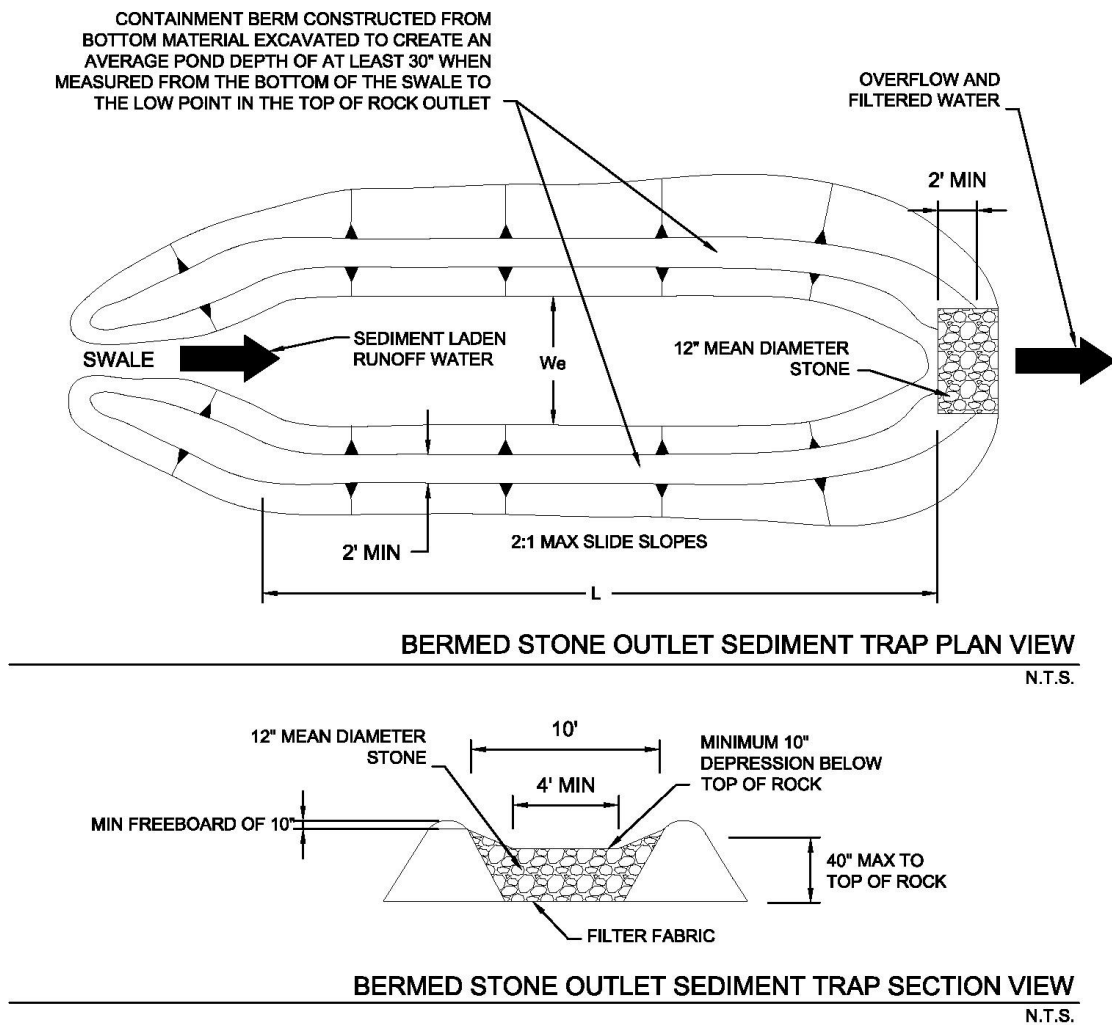 CONTAINMENT BERM CONSTRUCTED FROM
BOTTOM MATERIAL EXCAVATED TO CREATE AN
AVERAGE POND DEPTH OF AT LEAST 30" WHEN
MEASURED FROM THE BOTTOM OF THE SWALE TO
THE LOW POINT IN THE TOP OF ROCK OUTLET
OVERFLOW AND
FILTERED WATER
2' MIN
SWALE
SEDIMENT LADEN
RUNOFF WATER
We
12" MEAN DIAMETER
STONE
2' MIN
2:1 MAX SLIDE SLOPES
L
BERMED STONE OUTLET SEDIMENT TRAP PLAN VIEW
N.T.S.
12" MEAN DIAMETER
STONE
10'
4' MIN
MINIMUM 10"
DEPRESSION BELOW
TOP OF ROCK
MIN FREEBOARD OF 10"
40" MAX TO
TOP OF ROCK
FILTER FABRIC
BERMED STONE OUTLET SEDIMENT TRAP SECTION VIEW
N.T.S.